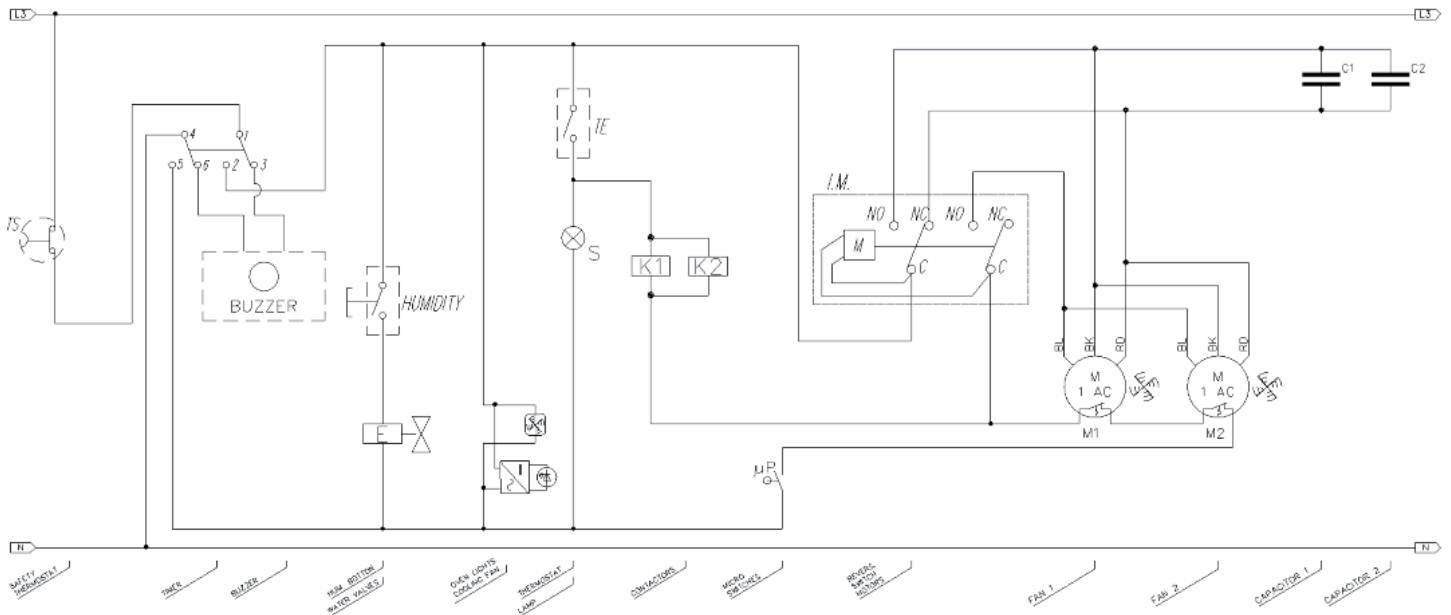 L3
L3
C1
C2
4
1
TE
5
6
2
3
I.M.
NO
NC
NO
NC
TS
M
S
K1
K2
C
C
BUZZER
HUMIDITY
BL
BK
RD
BL
BK
RD
M
1 AC
M
1 AC
E
M1
M2
µP
N
N
SAFETY
THERMOSTAT
TIMER
BUZZER
HUM. BOTTON
WATER VALVES
OVEN LIGHTS
COOLING FAN
THERMOSTAT
LAMP
CONTACTORS
MICRO
SWITCHES
REVERS.
SWITCH
MOTORS
FAN 1
FAN 2
CAPACITOR 1
CAPACITOR 2